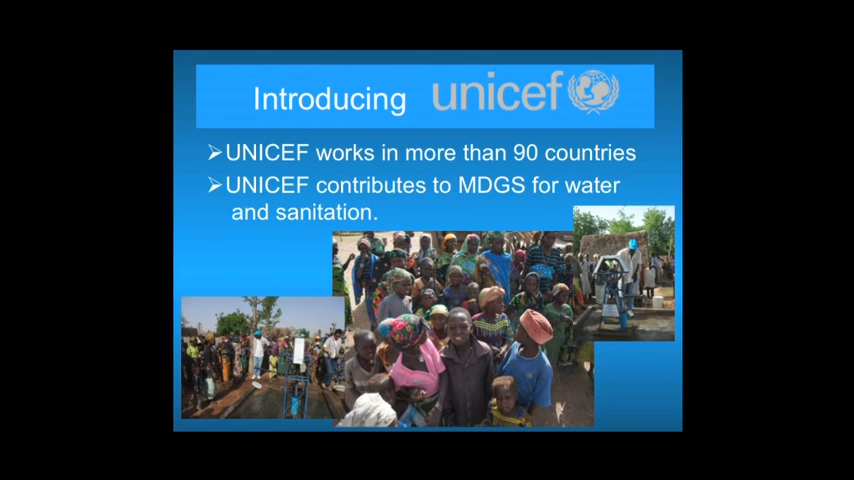 Introducing unicef
➢UNICEF works in more than 90 countries
➢UNICEF contributes to MDGS for water
and sanitation.